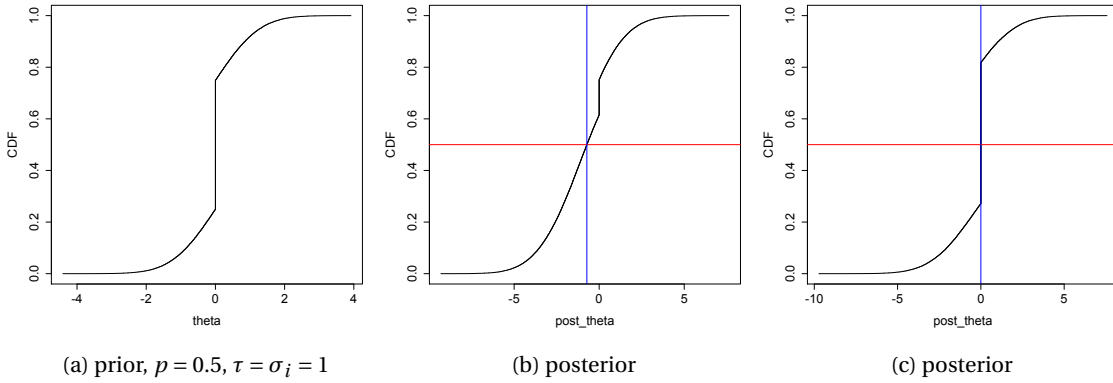 CDF
0.0 0.2 0.4 0.6 0.8 1.0
-4 -2 0 2 4
theta
(a) prior, p = 0.5, τ = σi = 1
CDF
0.0 0.2 0.4 0.6 0.8 1.0
-5 0 5
post_theta
(b) posterior
CDF
0.0 0.2 0.4 0.6 0.8 1.0
-10 -5 0 5
post_theta
(c) posterior